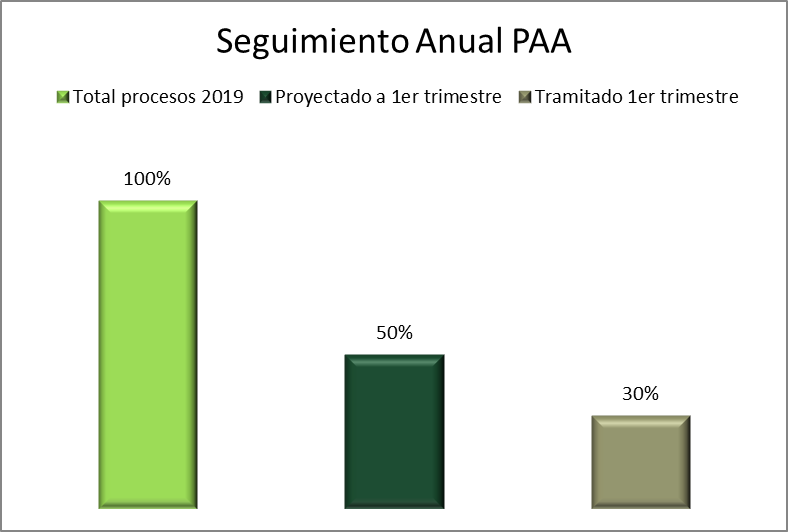 Seguimiento Anual PAA
Total procesos 2019 Proyectado a 1er trimestre Tramitado 1er trimestre
100%
50%
30%